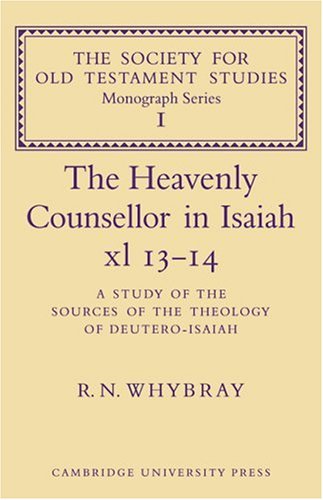 THE SOCIETY FOR
OLD TESTAMENT STUDIES
Monograph Series
I
The Heavenly
Counsellor in Isaiah
xl 13–14
A STUDY OF THE
SOURCES OF THE THEOLOGY
OF DEUTERO-ISAIAH
R. N. WHYBRAY
CAMBRIDGE UNIVERSITY PRESS